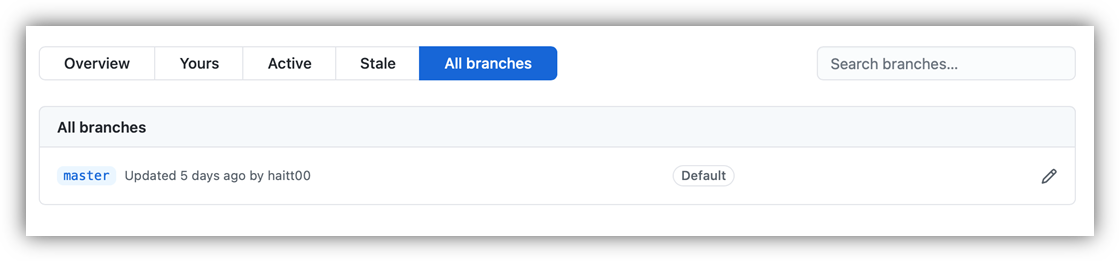 Overview Yours Active Stale All branches Search branches...
All branches
master Updated 5 days ago by haitt00 Default